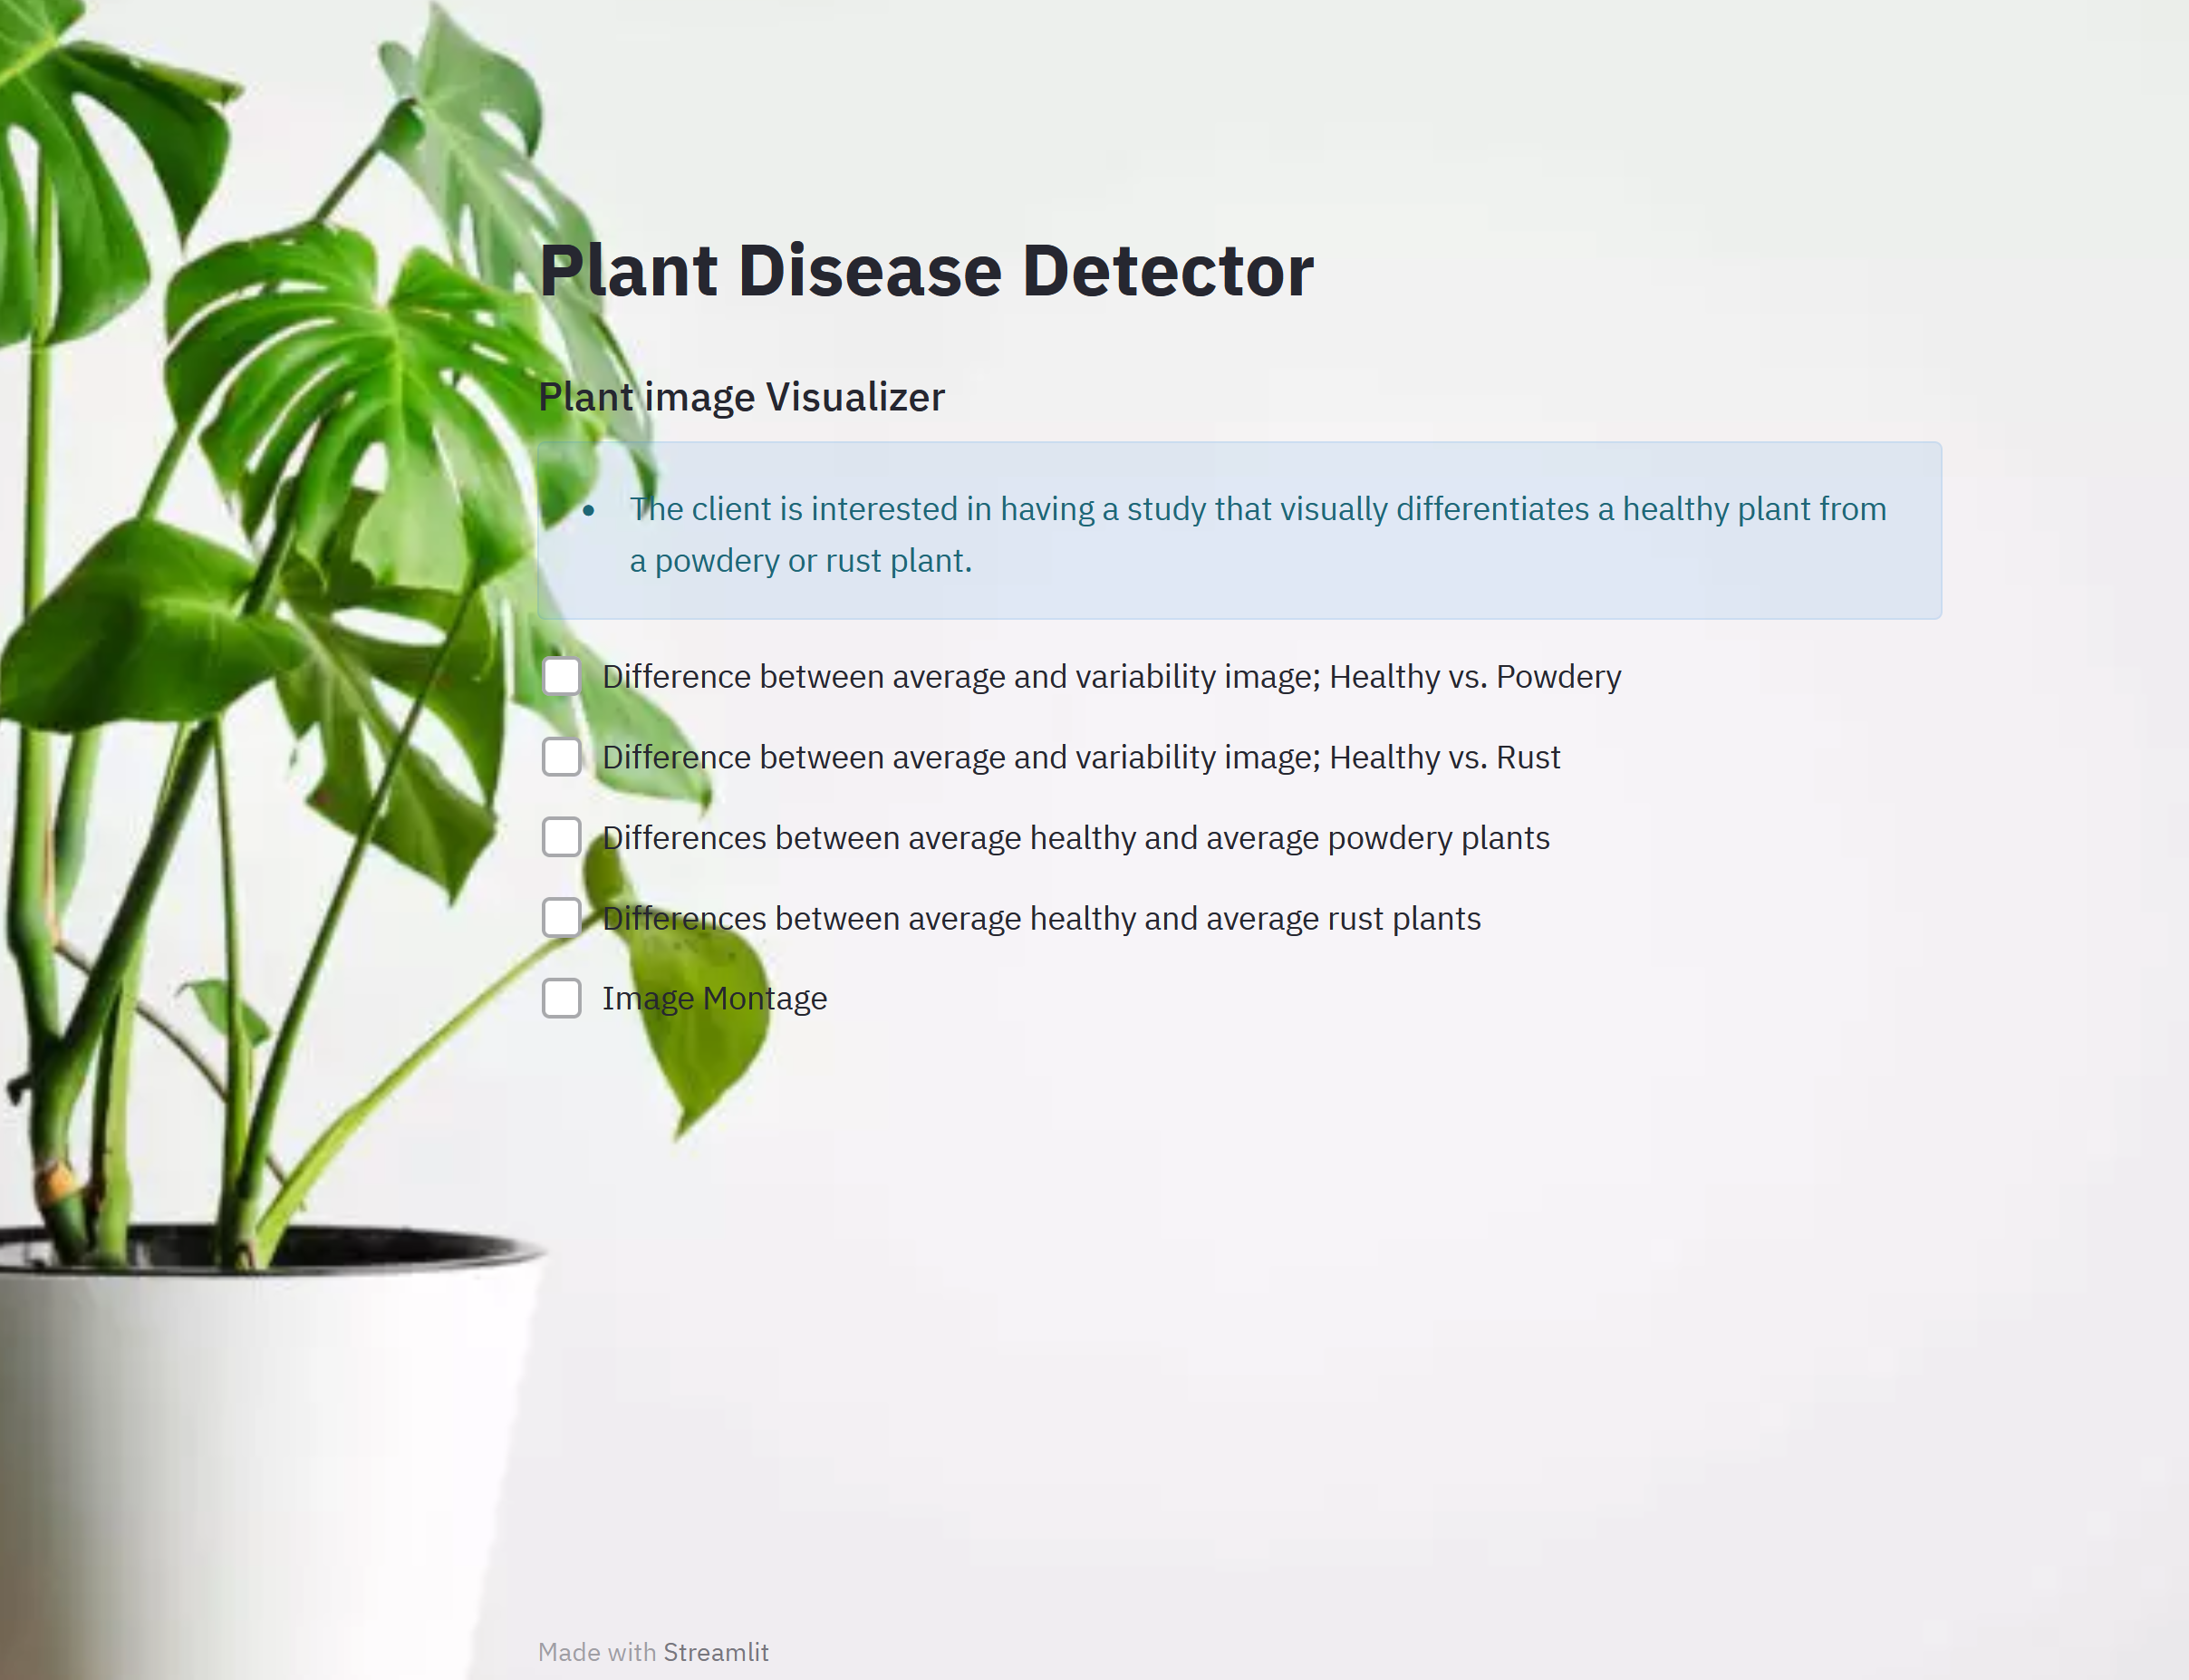 Plant Disease Detector
Plant image Visualizer
• The client is interested in having a study that visually differentiates a healthy plant from
a powdery or rust plant.
Difference between average and variability image; Healthy vs. Powdery
Difference between average and variability image; Healthy vs. Rust
Differences between average healthy and average powdery plants
Differences between average healthy and average rust plants
Image Montage
Made with Streamlit